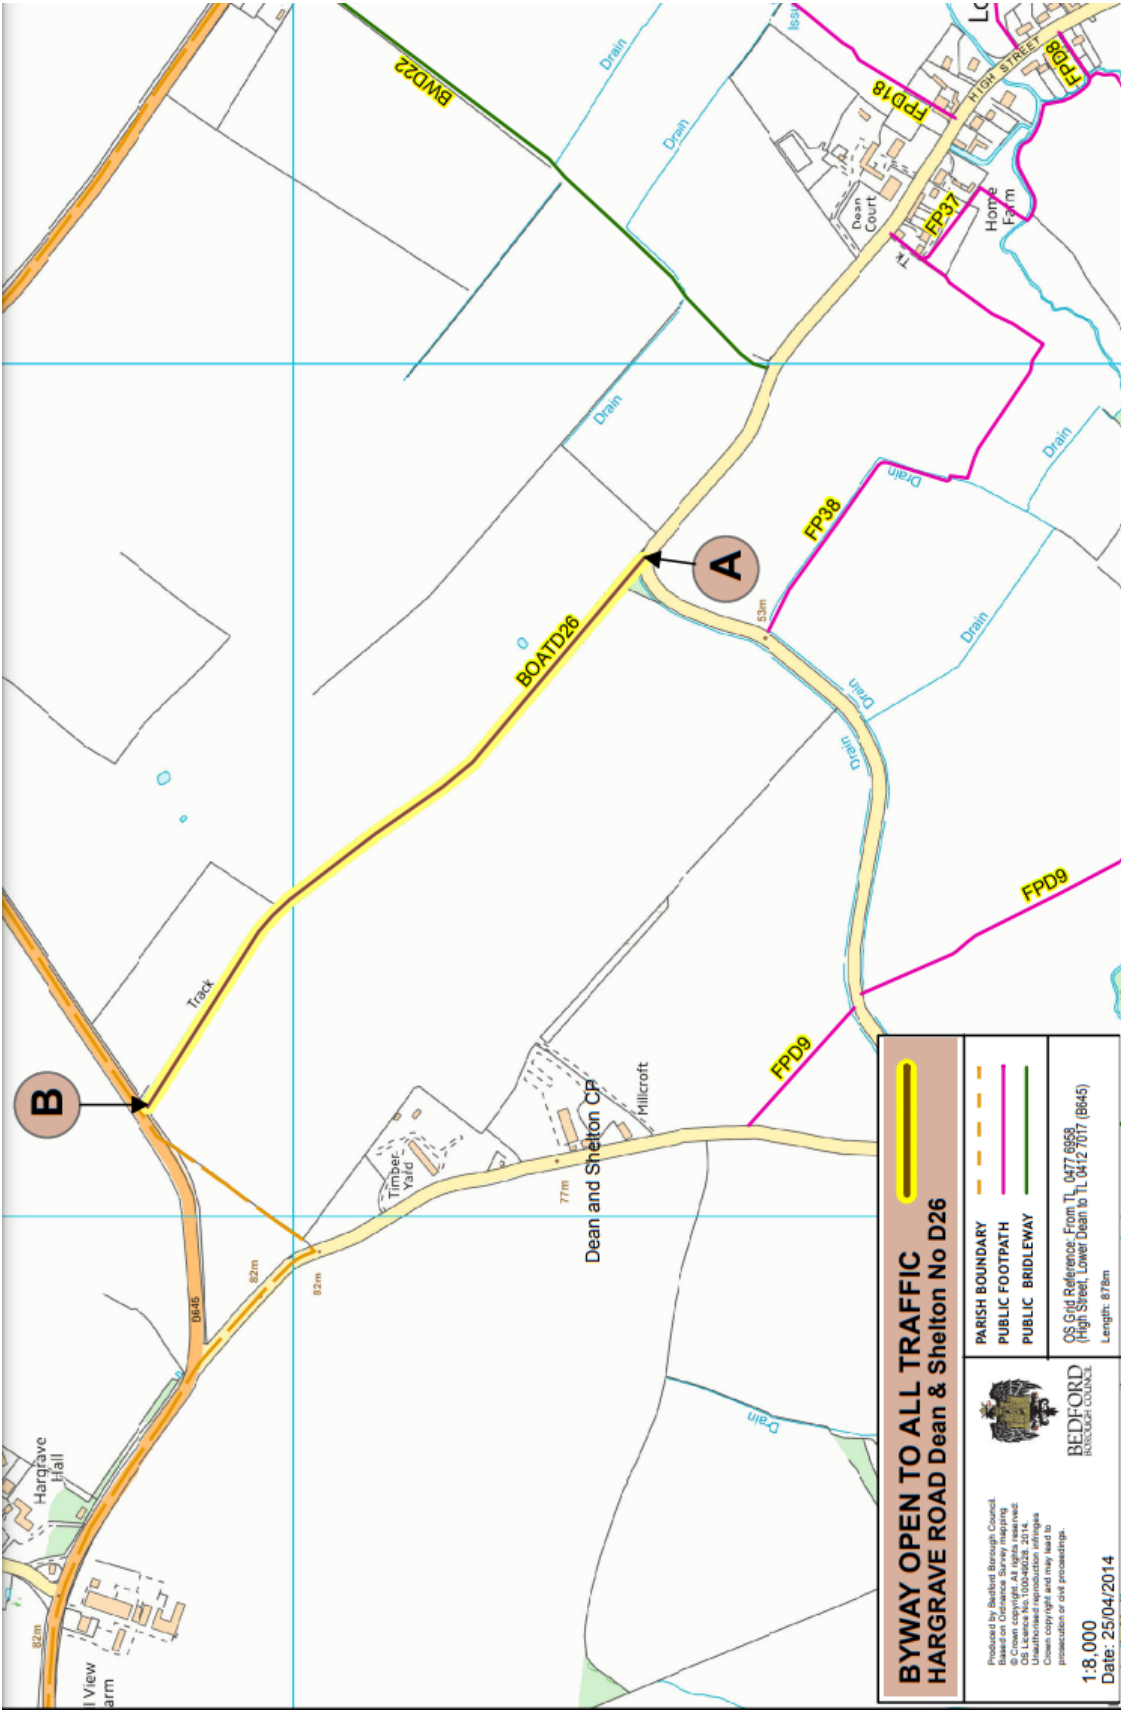 BWD22
Drain
Issu
Drain
FPD18
Lo
HIGH STREET
FPD8
Dean
Court
FP37
Home
Farm
Tk
Drain
FP38
Drain
Drain
BOATD26
A
53m
Drain
Drain
Drain
Track
B
FPD9
FPD9
Millcroft
Dean and Shelton CP
Timber
Yard
77m
82m
82m
B645
Drain
Hargrave
Hall
82m
l View
arm
BYWAY OPEN TO ALL TRAFFIC
HARGRAVE ROAD Dean & Shelton No D26
PARISH BOUNDARY
PUBLIC FOOTPATH
PUBLIC BRIDLEWAY
OS Grid Reference: From TL 0477 6958
(High Street, Lower Dean to TL 0412 7017 (B645)
Length: 878m
BEDFORD
BOROUGH COUNCIL
Produced by Bedford Borough Council.
Based on Ordnance Survey mapping
© Crown copyright. All rights reserved.
OS Licence No.100049028. 2014.
Unauthorised reproduction infringes
Crown copyright and may lead to
prosecution or civil proceedings.
1:8,000
Date: 25/04/2014